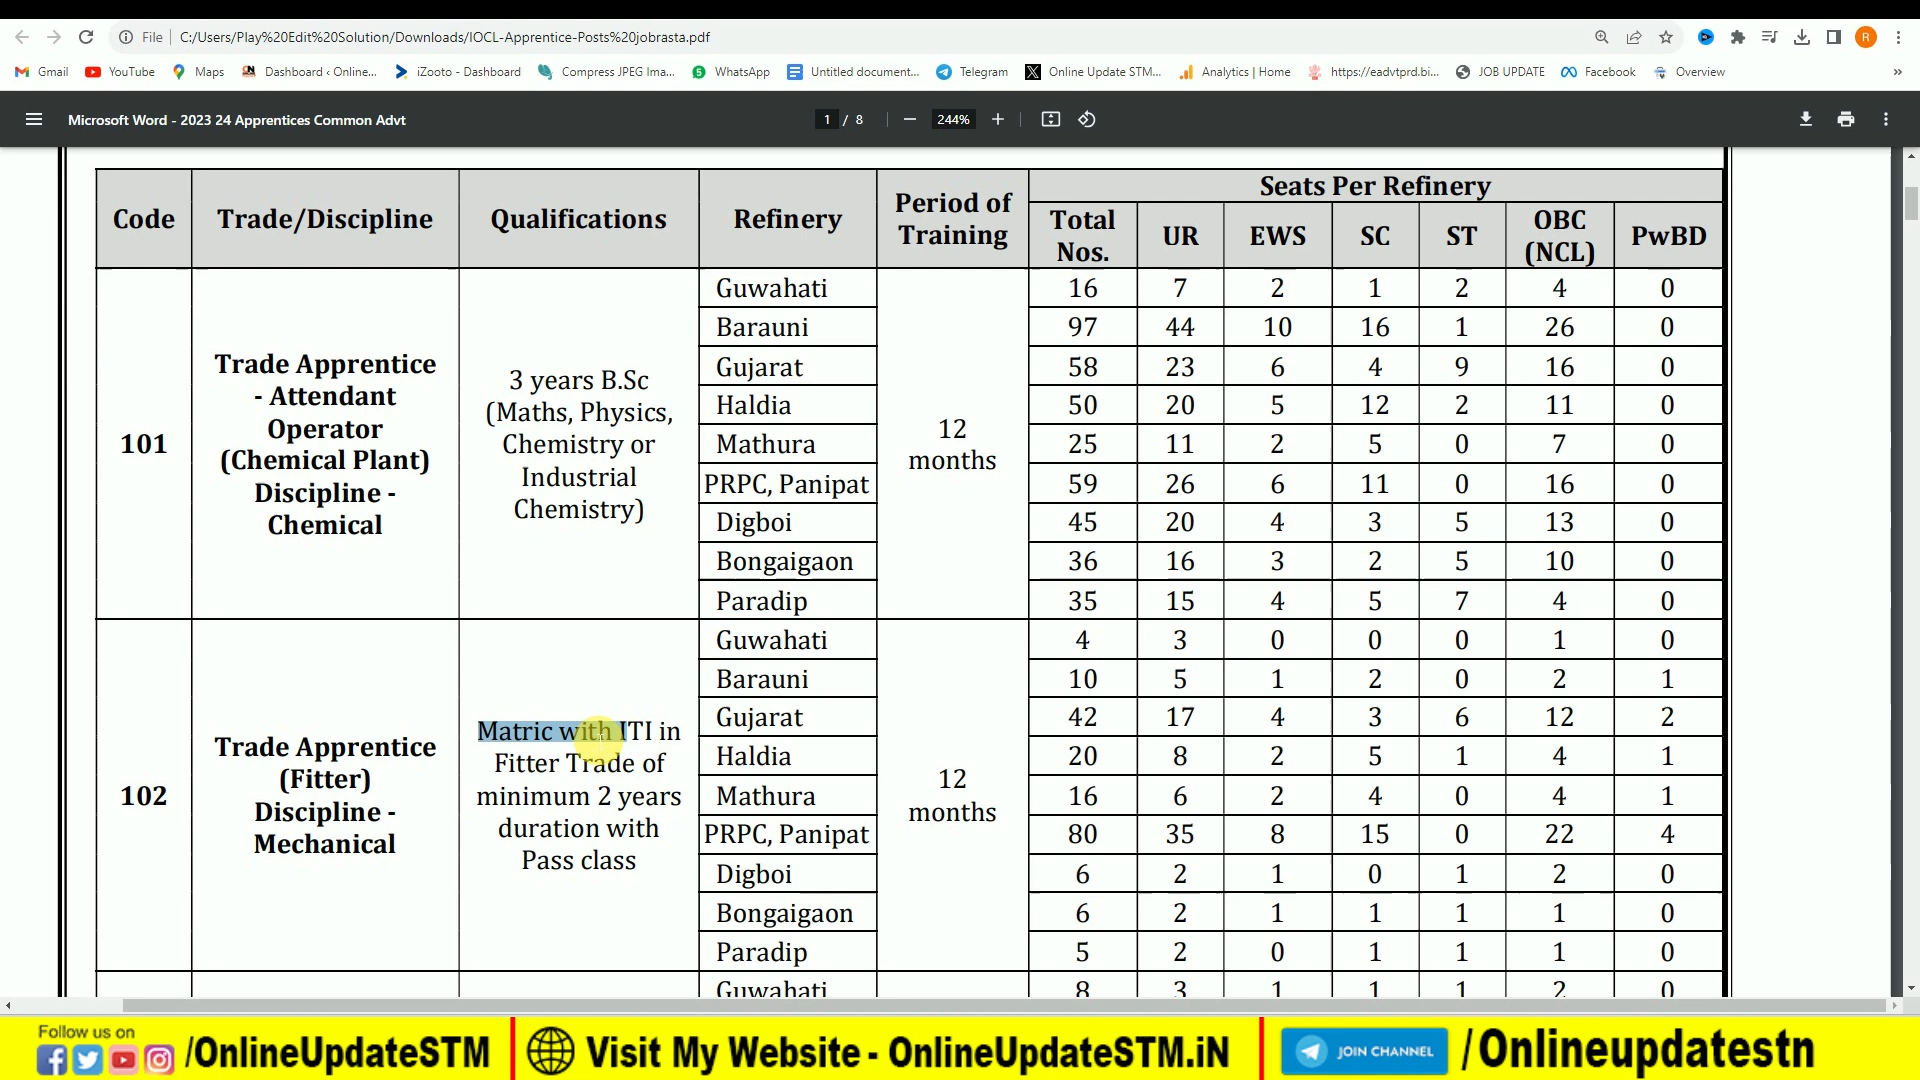 File C:/Users/Play%20Edit%20Solution/Downloads/IOCL-Apprentice-Posts%20jobrasta.pdf R
Gmail YouTube Maps Dashboard ‹ Online... iZooto - Dashboard Compress JPEG Ima... 5 WhatsApp Untitled document... Telegram X Online Update STM... Analytics | Home https://eadvtprd.bi... JOB UPDATE Facebook Overview »
Microsoft Word - 2023 24 Apprentices Common Advt 1 / 8 — 244% +
Code Trade/Discipline Qualifications Refinery Period of Training Seats Per Refinery
Total Nos. UR EWS SC ST OBC (NCL) PwBD
101
Trade Apprentice
- Attendant
Operator
(Chemical Plant)
Discipline -
Chemical
3 years B.Sc
(Maths, Physics,
Chemistry or
Industrial
Chemistry)
12
months
Guwahati 16 7 2 1 2 4 0
Barauni 97 44 10 16 1 26 0
Gujarat 58 23 6 4 9 16 0
Haldia 50 20 5 12 2 11 0
Mathura 25 11 2 5 0 7 0
PRPC, Panipat 59 26 6 11 0 16 0
Digboi 45 20 4 3 5 13 0
Bongaigaon 36 16 3 2 5 10 0
Paradip 35 15 4 5 7 4 0
102
Trade Apprentice
(Fitter)
Discipline -
Mechanical
Matric with ITI in
Fitter Trade of
minimum 2 years
duration with
Pass class
12
months
Guwahati 4 3 0 0 0 1 0
Barauni 10 5 1 2 0 2 1
Gujarat 42 17 4 3 6 12 2
Haldia 20 8 2 5 1 4 1
Mathura 16 6 2 4 0 4 1
PRPC, Panipat 80 35 8 15 0 22 4
Digboi 6 2 1 0 1 2 0
Bongaigaon 6 2 1 1 1 1 0
Paradip 5 2 0 1 1 1 0
Guwahati 8 3 1 1 1 2 0
Follow us on
/OnlineUpdateSTM Visit My Website - OnlineUpdateSTM.iN JOIN CHANNEL /Onlineupdatestn